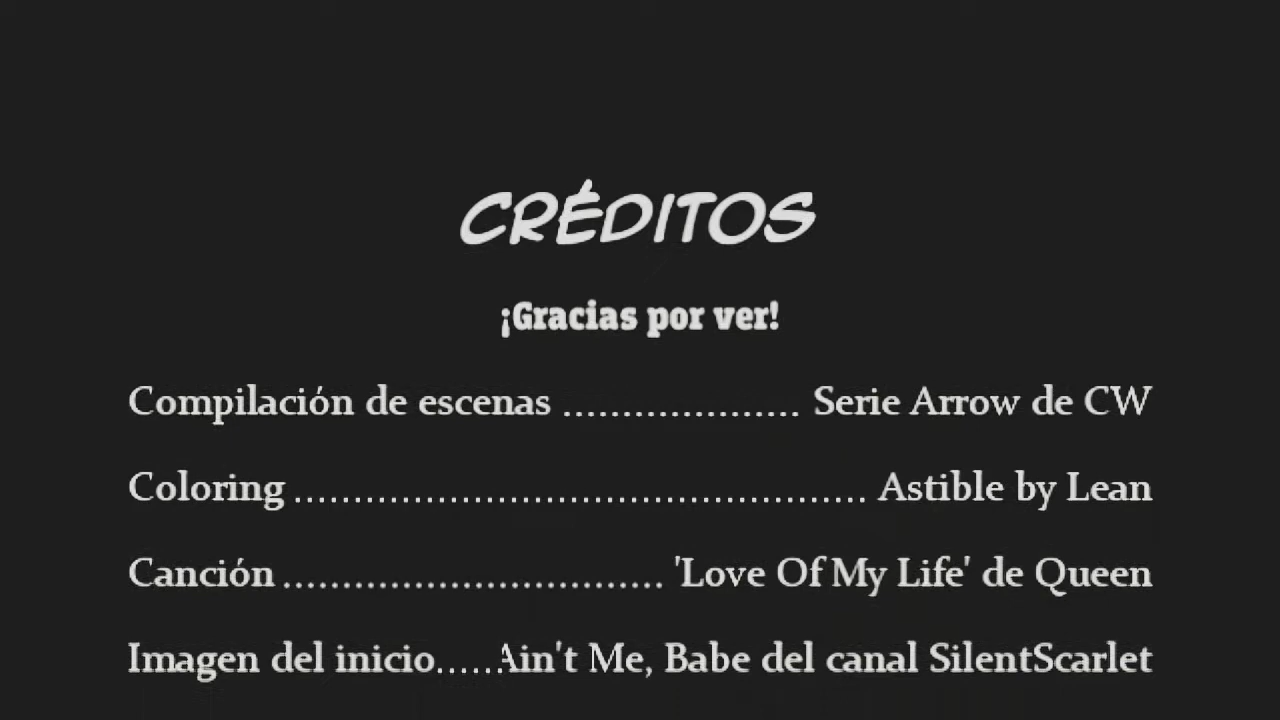 CRÉDITOS
¡Gracias por ver!
Compilación de escenas .................... Serie Arrow de CW
Coloring ................................................ Astible by Lean
Canción ................................ 'Love Of My Life' de Queen
Imagen del inicio......Ain't Me, Babe del canal SilentScarlet